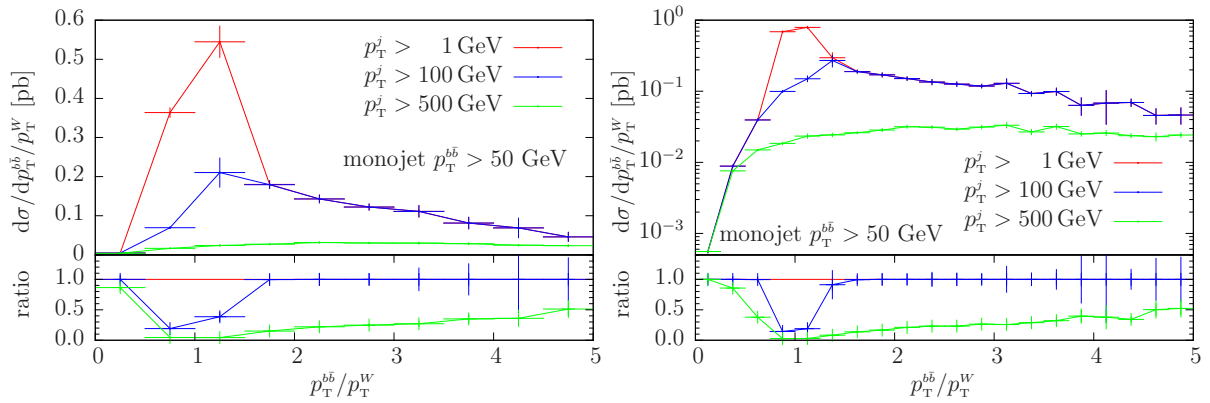 dσ/dp_T^{bb̄}/p_T^W [pb]
0.6
0.5
0.4
0.3
0.2
0.1
0
p_T^j > 1 GeV
p_T^j > 100 GeV
p_T^j > 500 GeV
monojet p_T^{bb̄} > 50 GeV
ratio
1.0
0.5
0.0
0 1 2 3 4 5
p_T^{bb̄}/p_T^W
dσ/dp_T^{bb̄}/p_T^W [pb]
10^0
10^{−1}
10^{−2}
10^{−3}
p_T^j > 1 GeV
p_T^j > 100 GeV
p_T^j > 500 GeV
monojet p_T^{bb̄} > 50 GeV
ratio
1.0
0.5
0.0
0 1 2 3 4 5
p_T^{bb̄}/p_T^W